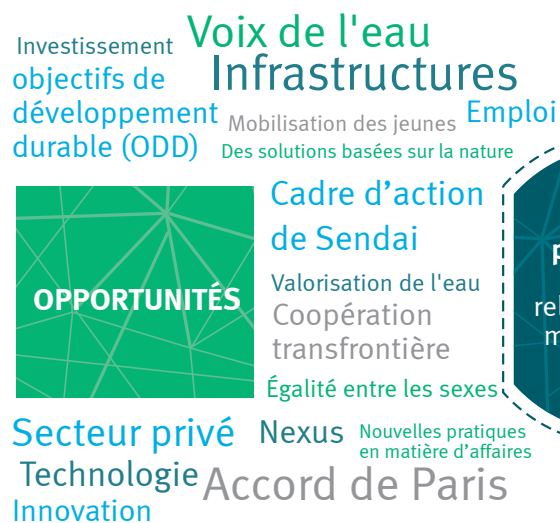 Investissement
Voix de l'eau
objectifs de
développement
durable (ODD)
Infrastructures
Mobilisation des jeunes
Emploi
Des solutions basées sur la nature
OPPORTUNITÉS
Cadre d’action
de Sendai
Valorisation de l'eau
Coopération
transfrontière
Égalité entre les sexes
Secteur privé
Nexus
Nouvelles pratiques
en matière d’affaires
Technologie
Accord de Paris
Innovation